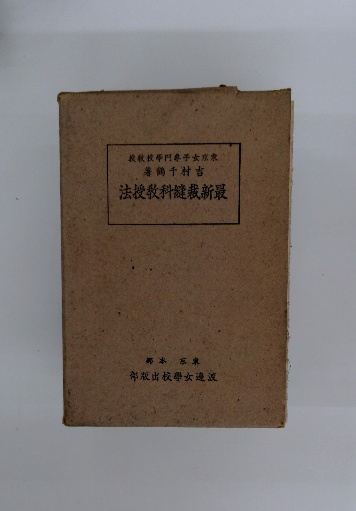 東京女子專門學校教授
吉村千鶴著
最新裁縫科教授法
東京 本郷
渡邊女學校出版部